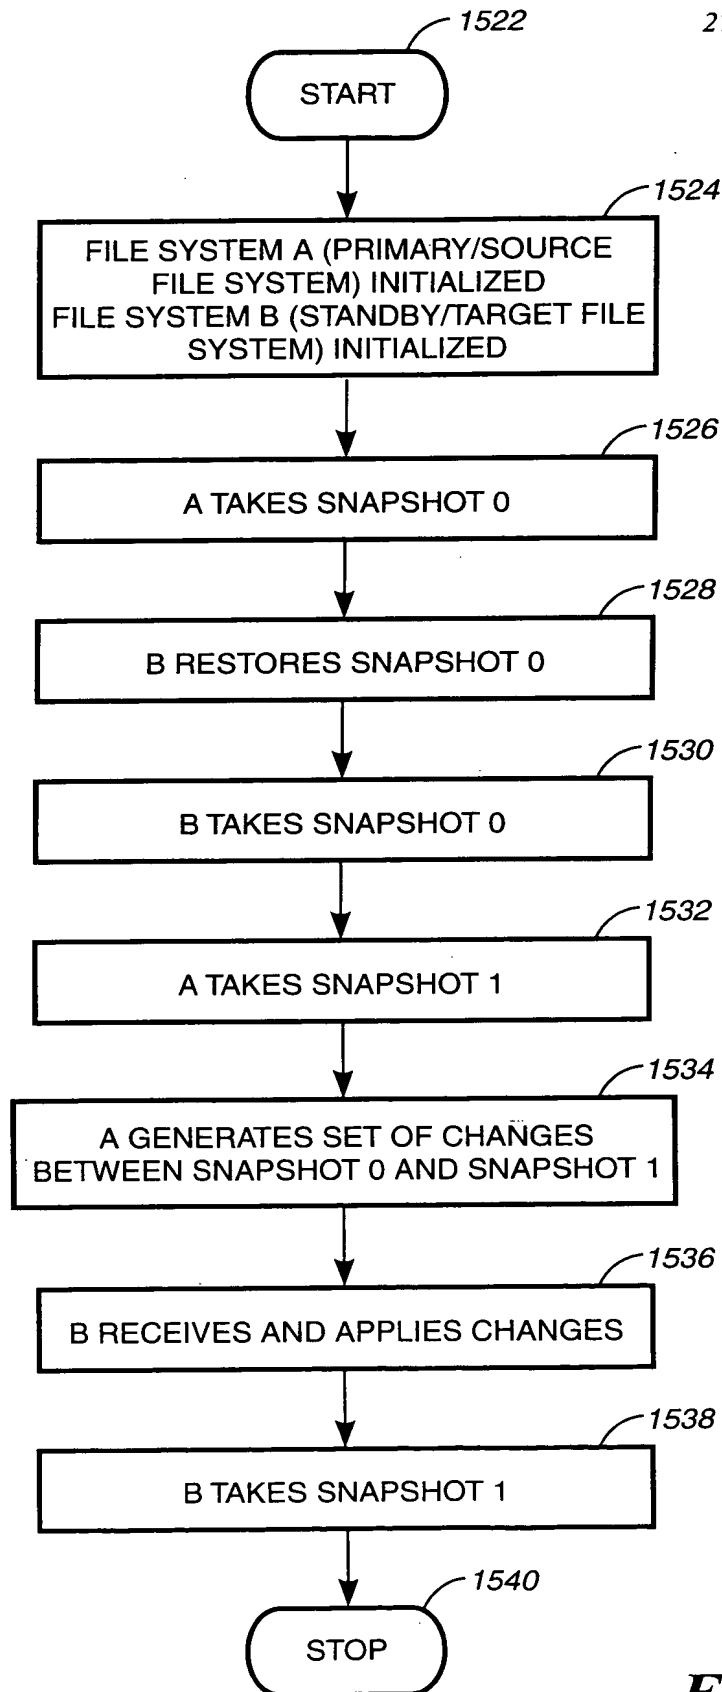 1522
START
1524
FILE SYSTEM A (PRIMARY/SOURCE
FILE SYSTEM) INITIALIZED
FILE SYSTEM B (STANDBY/TARGET FILE
SYSTEM) INITIALIZED
1526
A TAKES SNAPSHOT 0
1528
B RESTORES SNAPSHOT 0
1530
B TAKES SNAPSHOT 0
1532
A TAKES SNAPSHOT 1
1534
A GENERATES SET OF CHANGES
BETWEEN SNAPSHOT 0 AND SNAPSHOT 1
1536
B RECEIVES AND APPLIES CHANGES
1538
B TAKES SNAPSHOT 1
1540
STOP